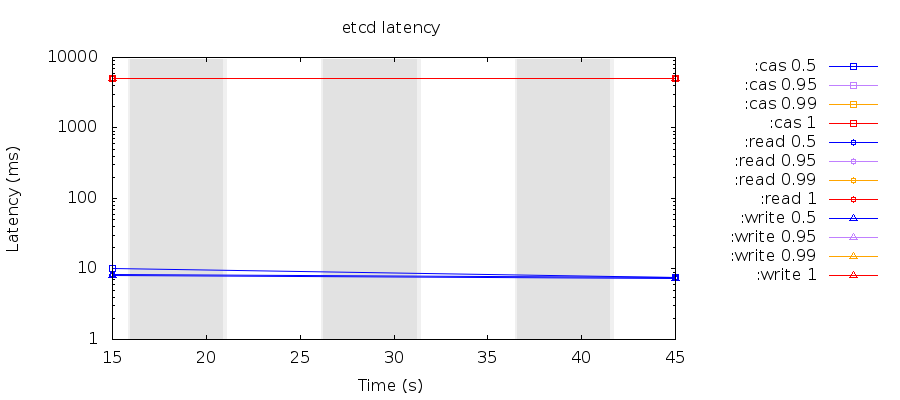 etcd latency
Latency (ms)
10000
1000
100
10
1
15 20 25 30 35 40 45
Time (s)
:cas 0.5
:cas 0.95
:cas 0.99
:cas 1
:read 0.5
:read 0.95
:read 0.99
:read 1
:write 0.5
:write 0.95
:write 0.99
:write 1